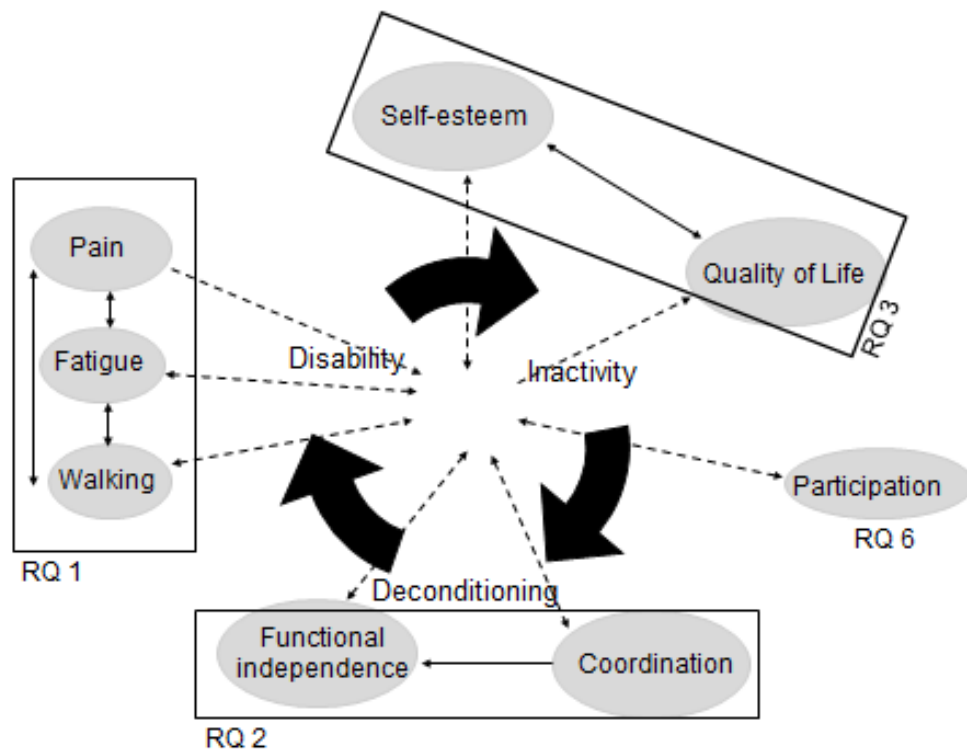 Self-esteem
Quality of Life
RQ 3
Pain
Fatigue
Walking
RQ 1
Disability
Inactivity
Participation
RQ 6
Deconditioning
Functional
independence
Coordination
RQ 2